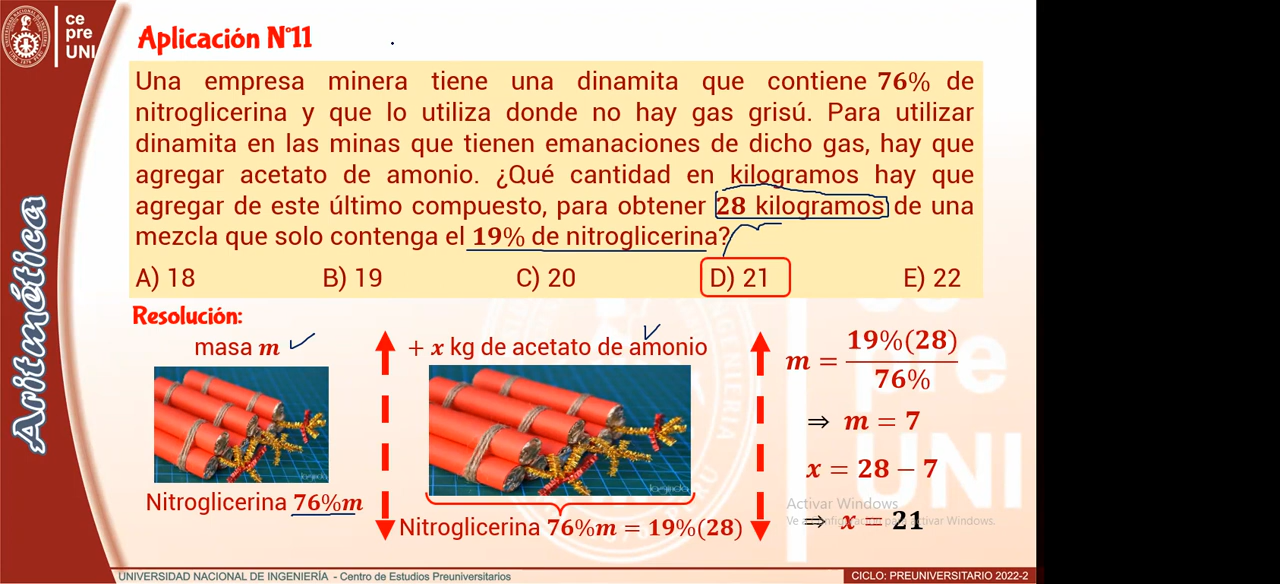 ce
pre
UNI
Aplicación N°11
Una empresa minera tiene una dinamita que contiene 76% de
nitroglicerina y que lo utiliza donde no hay gas grisú. Para utilizar
dinamita en las minas que tienen emanaciones de dicho gas, hay que
agregar acetato de amonio. ¿Qué cantidad en kilogramos hay que
agregar de este último compuesto, para obtener 28 kilogramos de una
mezcla que solo contenga el 19% de nitroglicerina?
A) 18 B) 19 C) 20 D) 21 E) 22
Resolución:
masa m
+ x kg de acetato de amonio
Nitroglicerina 76%m
Nitroglicerina 76%m = 19%(28)
m = 19%(28) / 76%
⇒ m = 7
x = 28 − 7
⇒ x = 21
Activar Windows
Aritmética
UNIVERSIDAD NACIONAL DE INGENIERÍA - Centro de Estudios Preuniversitarios
CICLO: PREUNIVERSITARIO 2022-2